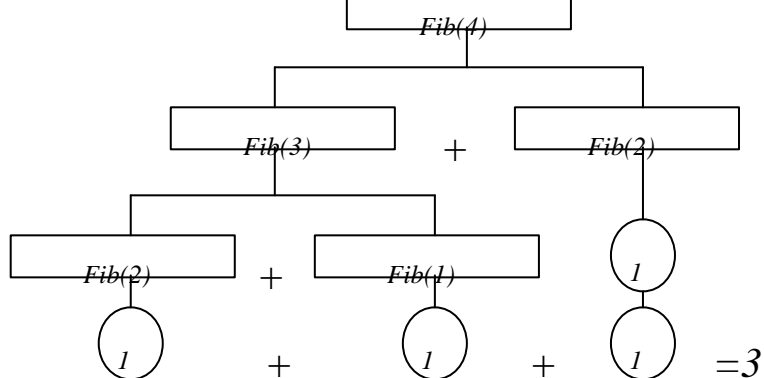 Fib(4)
Fib(3) + Fib(2)
Fib(2) + Fib(1) 1
1 + 1 + 1 =3